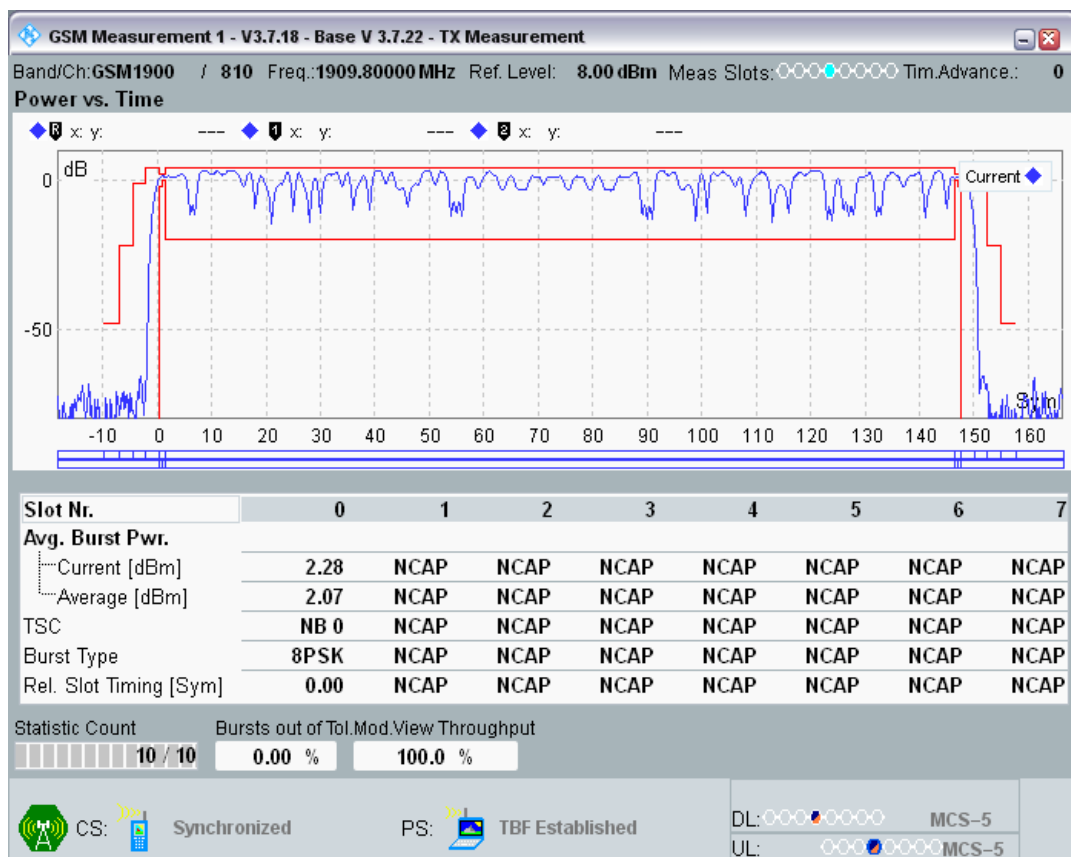 GSM Measurement 1 - V3.7.18 - Base V 3.7.22 - TX Measurement
Band/Ch:GSM1900 / 810 Freq.:1909.80000 MHz Ref. Level: 8.00 dBm Meas Slots: Tim.Advance.: 0
Power vs. Time
R x: y: --- 1 x: y: --- 2 x: y: ---
dB
0
Current
-50
Sym
-10 0 10 20 30 40 50 60 70 80 90 100 110 120 130 140 150 160
Slot Nr. 0 1 2 3 4 5 6 7
Avg. Burst Pwr.
Current [dBm] 2.28 NCAP NCAP NCAP NCAP NCAP NCAP NCAP
Average [dBm] 2.07 NCAP NCAP NCAP NCAP NCAP NCAP NCAP
TSC NB 0 NCAP NCAP NCAP NCAP NCAP NCAP NCAP
Burst Type 8PSK NCAP NCAP NCAP NCAP NCAP NCAP NCAP
Rel. Slot Timing [Sym] 0.00 NCAP NCAP NCAP NCAP NCAP NCAP NCAP
Statistic Count Bursts out of Tol.Mod.View Throughput
10 / 10 0.00 % 100.0 %
CS: Synchronized PS: TBF Established DL: MCS-5
UL: MCS-5